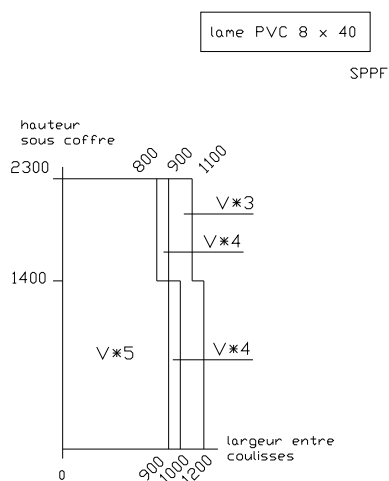 lame PVC 8 x 40
SPPF
hauteur
sous coffre
800
900
1100
2300
V*3
V*4
1400
V*5
V*4
largeur entre
coulisses
0
900
1000
1200